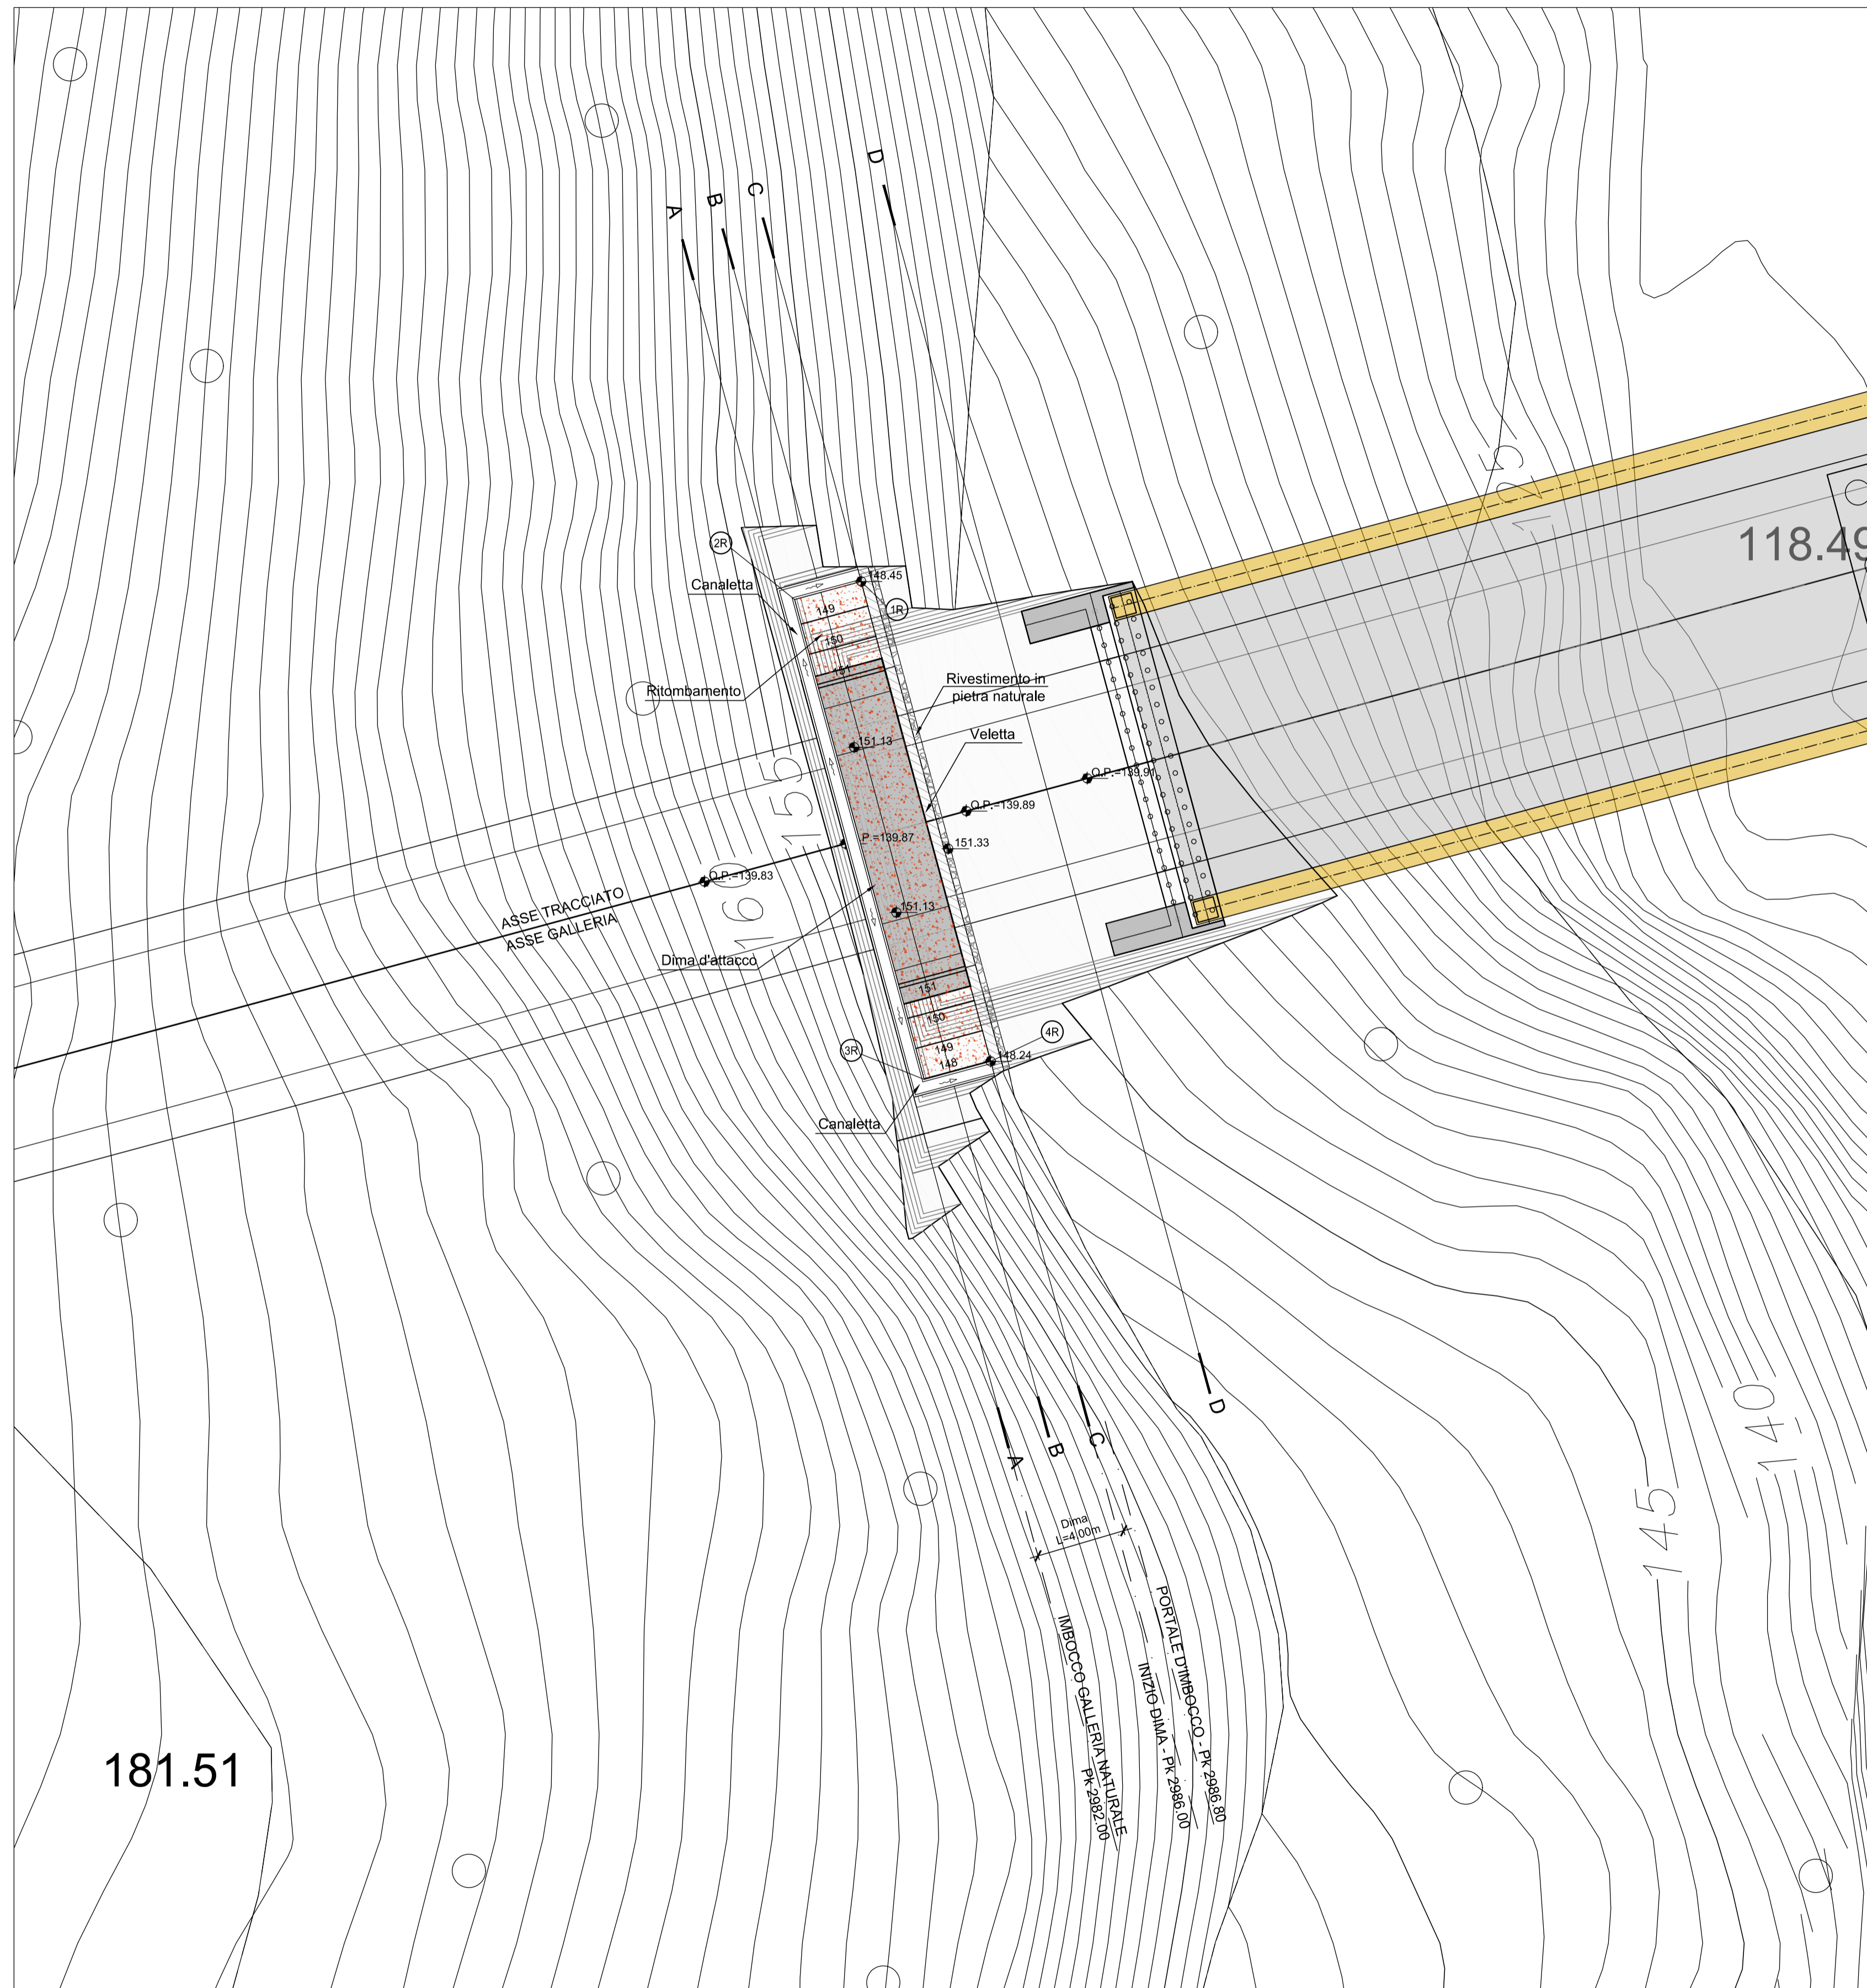 D
C
B
A
125
118.49
2R
Canaletta
148.45
1R
149
150
151
Ritombamento
Rivestimento in
pietra naturale
Veletta
151.13
155
Q.P.=139.91
Q.P.=139.89
P.=139.87
151.33
Q.P.=139.83
160
ASSE TRACCIATO
ASSE GALLERIA
151.13
Dima d'attacco
151
150
149
148
148.24
4R
3R
Canaletta
D
C
B
A
140
145
Dima
L=4.00m
PORTALE D'IMBOCCO - Pk 2986.80
INIZIO DIMA - Pk 2986.00
IMBOCCO GALLERIA NATURALE
Pk 2982.00
181.51